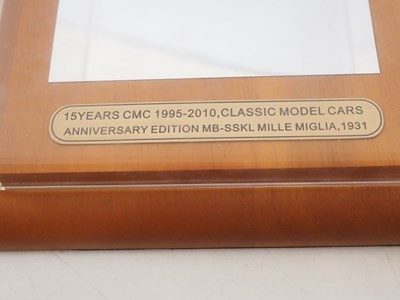 15YEARS CMC 1995-2010,CLASSIC MODEL CARS
ANNIVERSARY EDITION MB-SSKL MILLE MIGLIA,1931